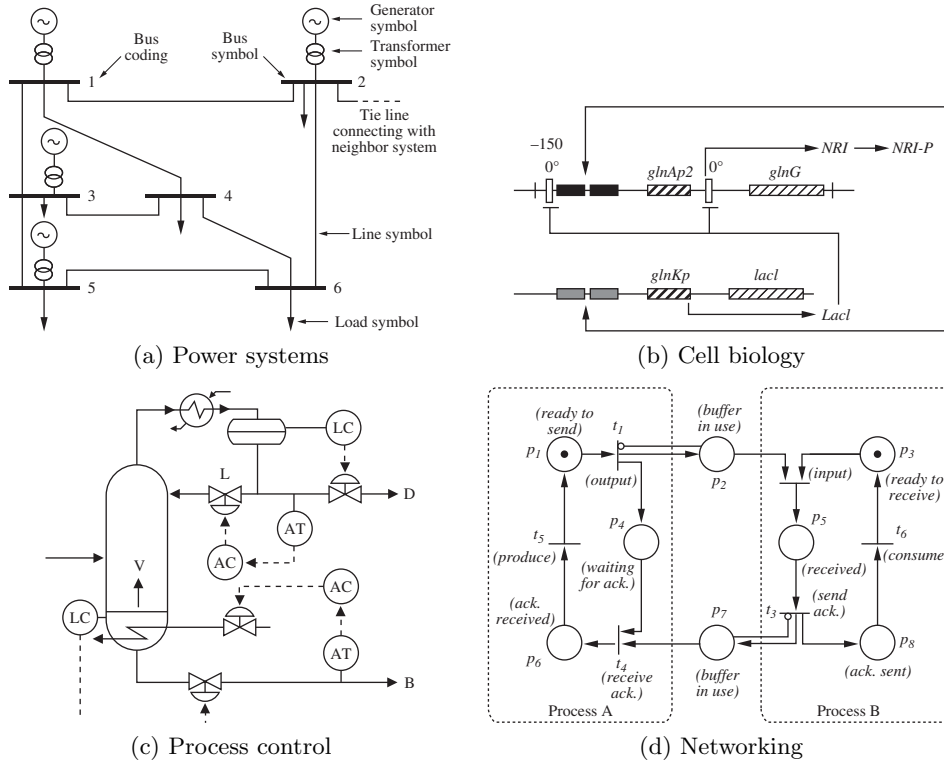 Generator
symbol
Transformer
symbol
Bus
coding
Bus
symbol
1
2
Tie line
connecting with
neighbor system
3
4
Line symbol
5
6
Load symbol
(a) Power systems
–150
0°
glnAp2
0°
glnG
NRI
NRI-P
glnKp
lacI
LacI
(b) Cell biology
LC
L
D
AT
AC
V
AC
LC
AT
B
(c) Process control
(ready to
send)
t1
(buffer
in use)
p1
p2
(input)
p3
(ready to
receive)
(output)
p4
p5
t5
(produce)
(waiting
for ack.)
(received)
t6
(consume)
(ack.
received)
p7
t3
(send
ack.)
p6
t4
(receive
ack.)
(buffer
in use)
p8
(ack. sent)
Process A
Process B
(d) Networking